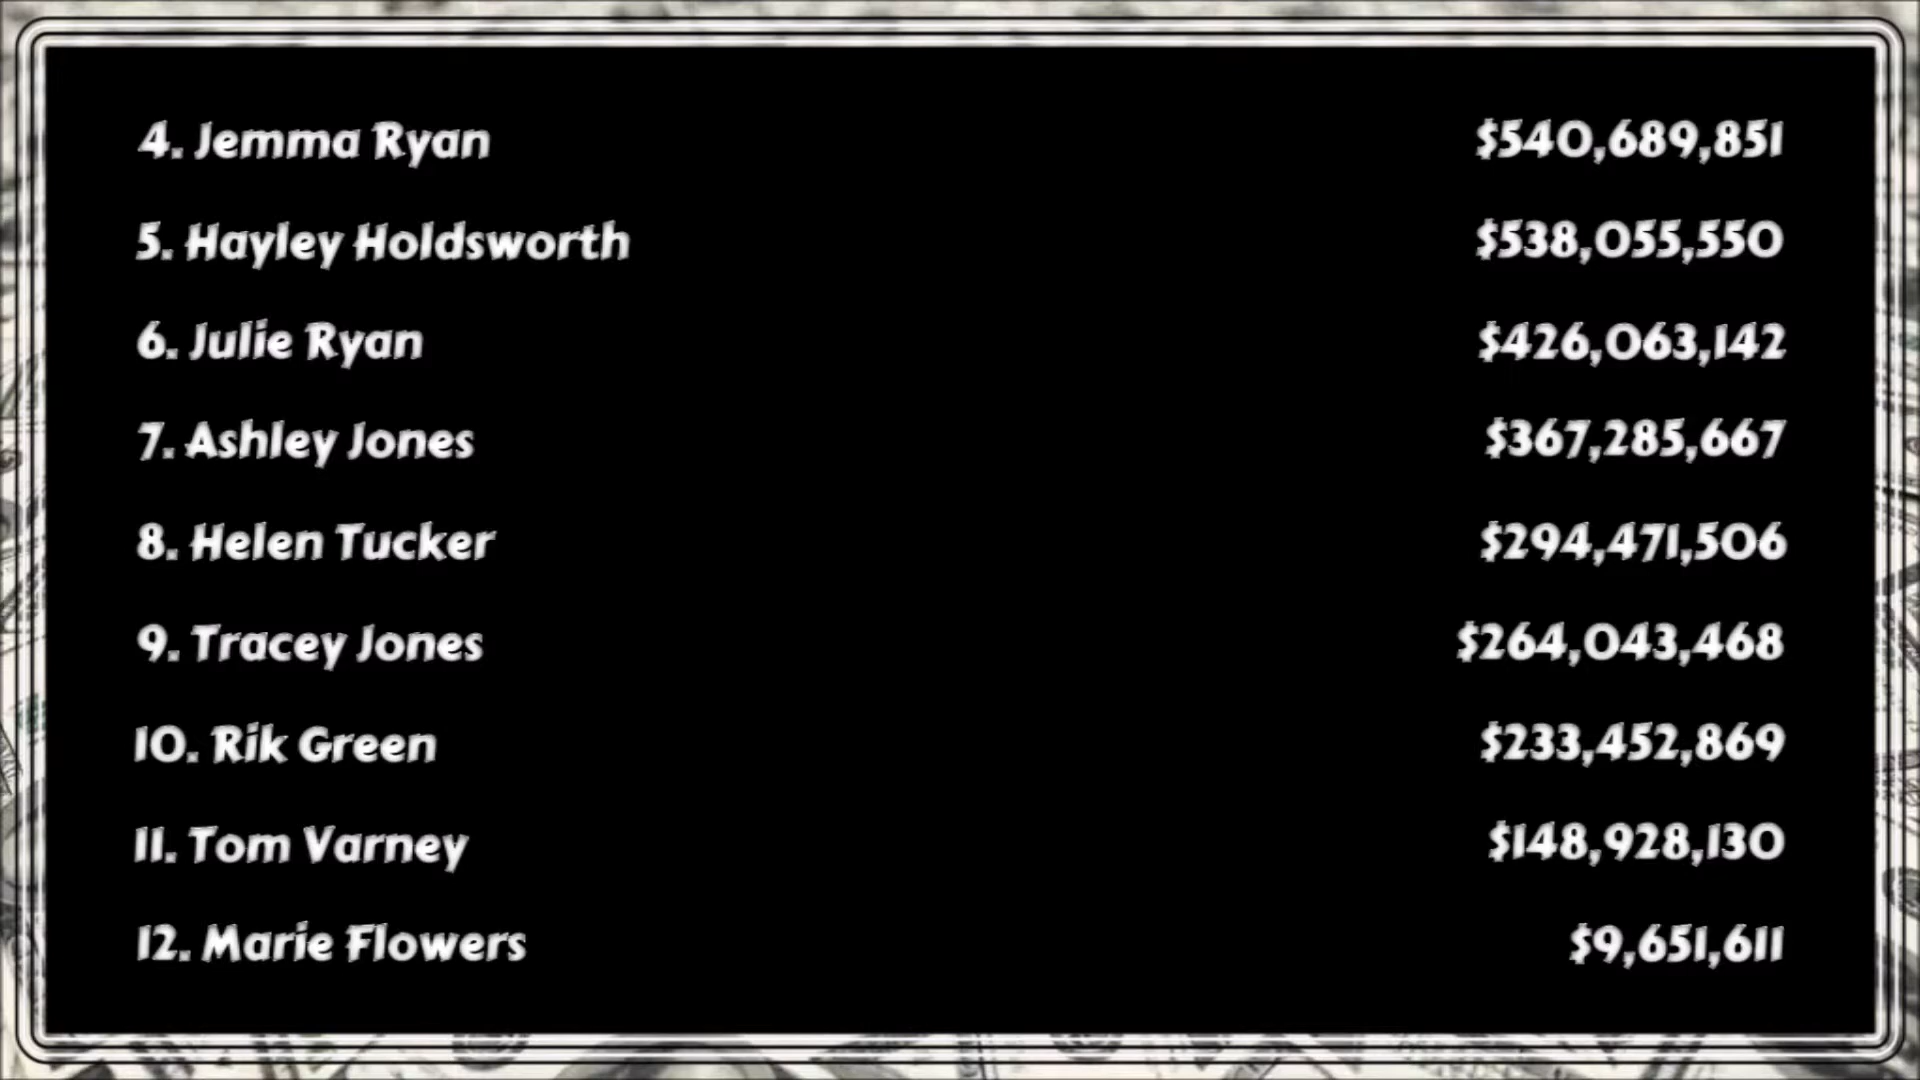 4. Jemma Ryan $540,689,851
5. Hayley Holdsworth $538,055,550
6. Julie Ryan $426,063,142
7. Ashley Jones $367,285,667
8. Helen Tucker $294,471,506
9. Tracey Jones $264,043,468
10. Rik Green $233,452,869
11. Tom Varney $148,928,130
12. Marie Flowers $9,651,611